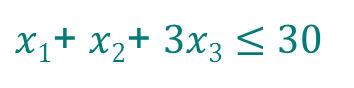 x₁+ x₂+ 3x₃ ≤ 30